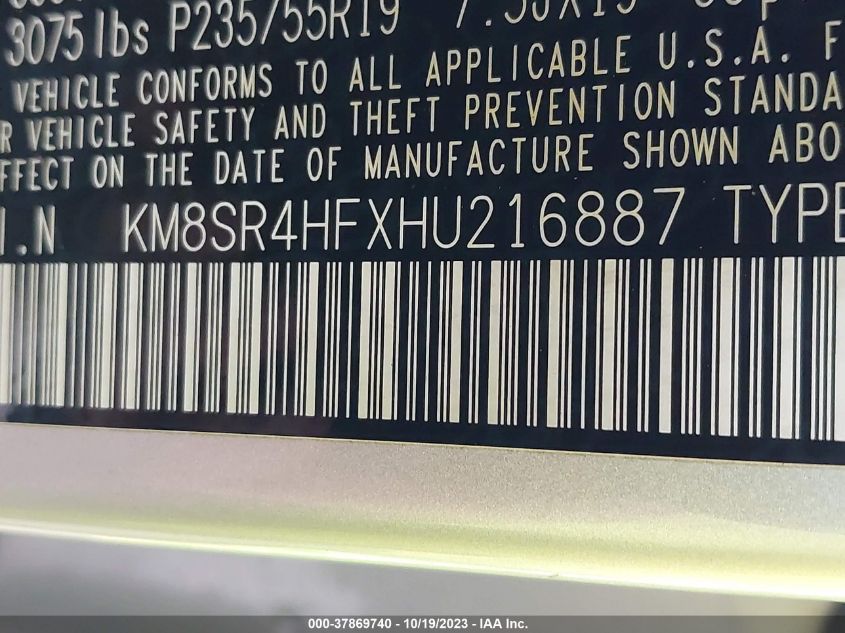 3075 lbs P235/55R19
VEHICLE CONFORMS TO ALL APPLICABLE U.S.A. F
R VEHICLE SAFETY AND THEFT PREVENTION STANDA
FFECT ON THE DATE OF MANUFACTURE SHOWN ABO
I.N KM8SR4HFXHU216887 TYPE
000-37869740 - 10/19/2023 - IAA Inc.